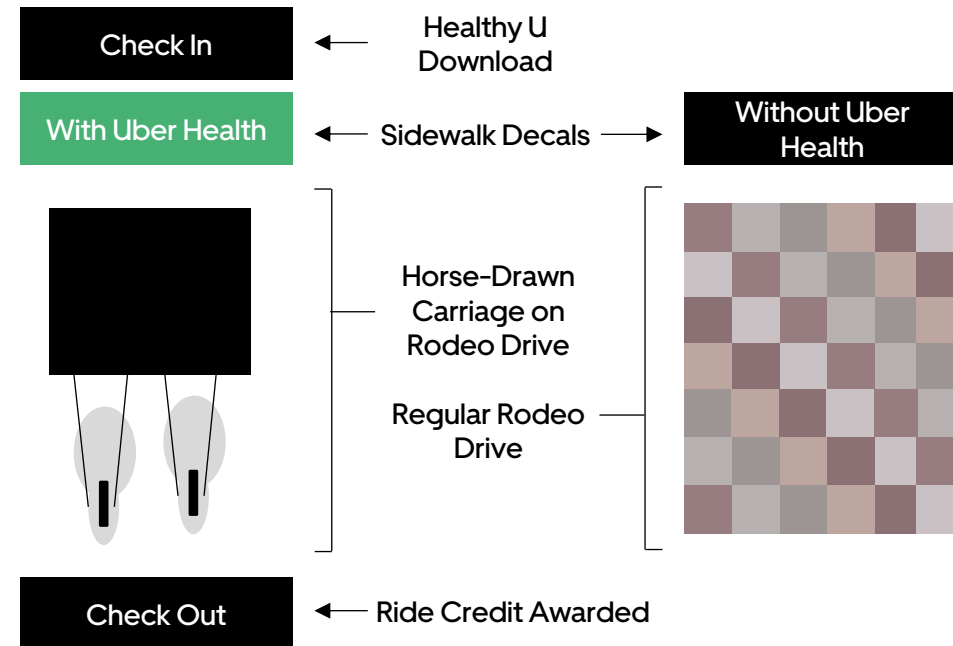 Check In
Healthy U
Download
With Uber Health
Sidewalk Decals
Without Uber
Health
Horse-Drawn
Carriage on
Rodeo Drive
Regular Rodeo
Drive
Check Out
Ride Credit Awarded